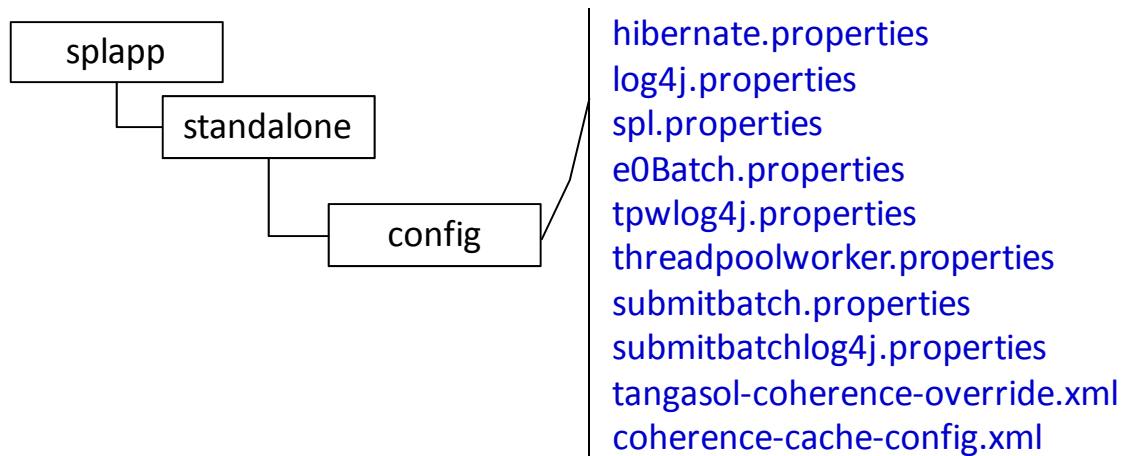 splapp
standalone
config
hibernate.properties
log4j.properties
spl.properties
e0Batch.properties
tpwlog4j.properties
threadpoolworker.properties
submitbatch.properties
submitbatchlog4j.properties
tangasol-coherence-override.xml
coherence-cache-config.xml